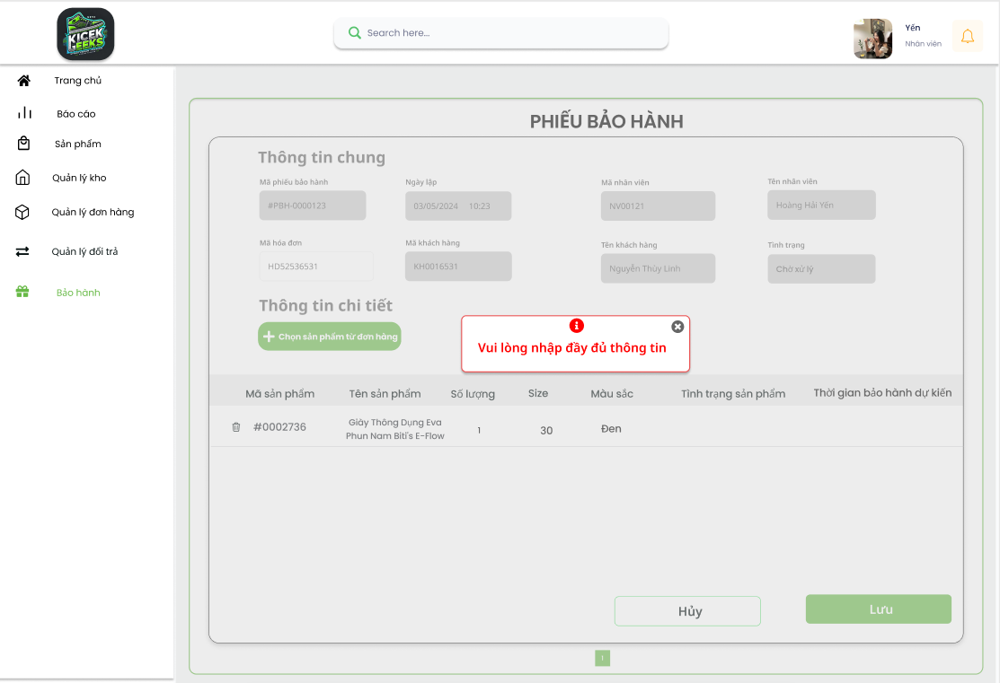 KICEK
GEEKS
Search here...
Yến
Nhân viên
Trang chủ
Báo cáo
Sản phẩm
Quản lý kho
Quản lý đơn hàng
Quản lý đổi trả
Bảo hành
PHIẾU BẢO HÀNH
Thông tin chung
Mã phiếu bảo hành
Ngày lập
Mã nhân viên
Tên nhân viên
#PBH-0000123
03/05/2024 10:23
NV00121
Hoàng Hải Yến
Mã hóa đơn
Mã khách hàng
Tên khách hàng
Tình trạng
HD52536531
KH0016531
Nguyễn Thùy Linh
Chờ xử lý
Thông tin chi tiết
Chọn sản phẩm từ đơn hàng
Vui lòng nhập đầy đủ thông tin
Mã sản phẩm Tên sản phẩm Số lượng Size Màu sắc Tình trạng sản phẩm Thời gian bảo hành dự kiến
#0002736
Giày Thông Dụng Eva
Phun Nam Biti's E-Flow
1
30
Đen
Hủy
Lưu
1